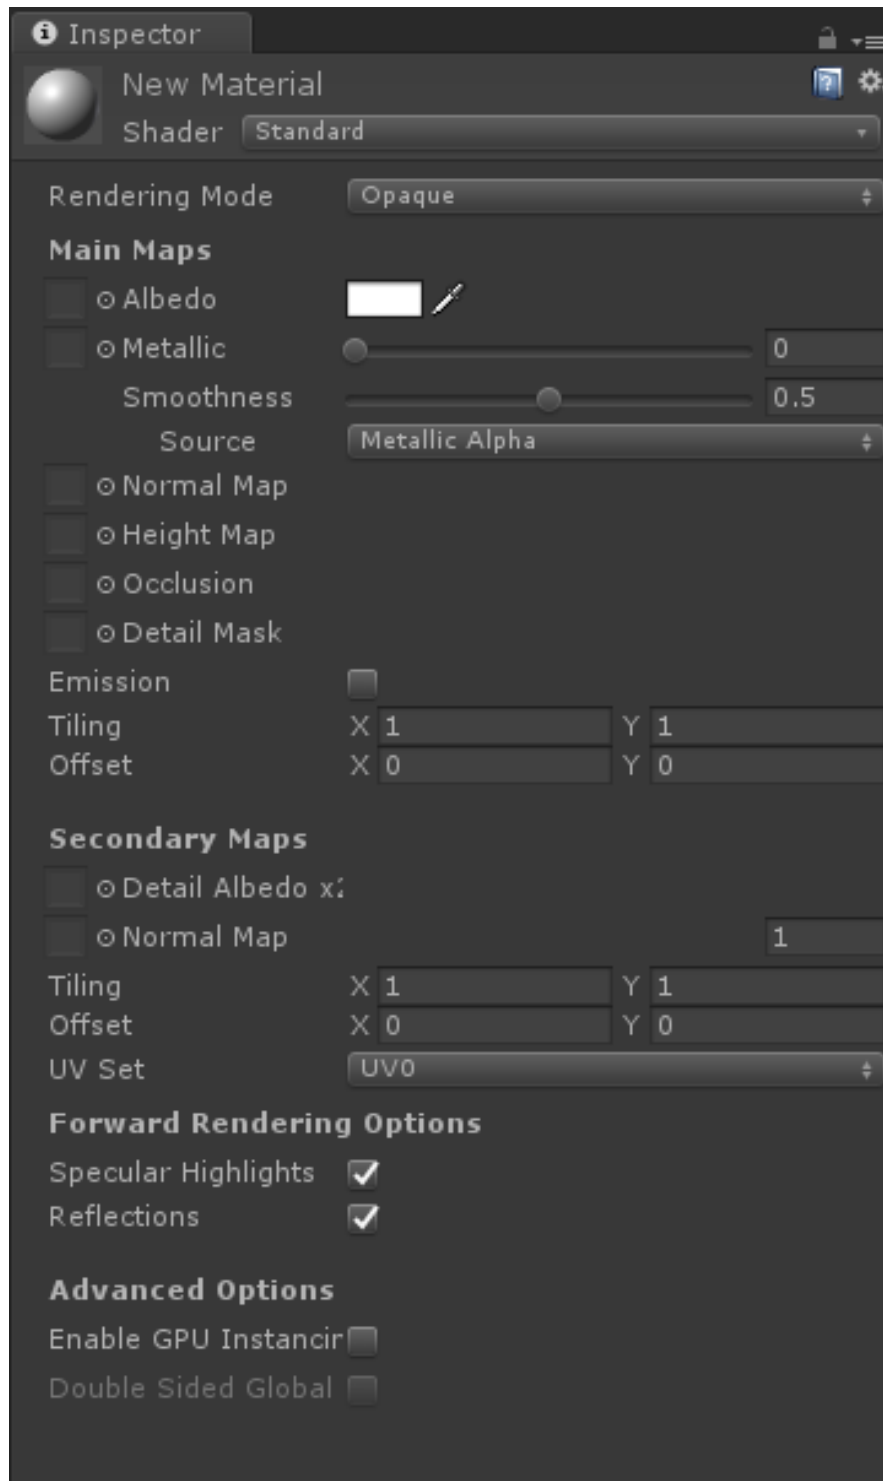 Inspector
New Material
Shader Standard
Rendering Mode Opaque
Main Maps
Albedo
Metallic 0
Smoothness 0.5
Source Metallic Alpha
Normal Map
Height Map
Occlusion
Detail Mask
Emission
Tiling X 1 Y 1
Offset X 0 Y 0
Secondary Maps
Detail Albedo x2
Normal Map 1
Tiling X 1 Y 1
Offset X 0 Y 0
UV Set UV0
Forward Rendering Options
Specular Highlights
Reflections
Advanced Options
Enable GPU Instancin
Double Sided Global